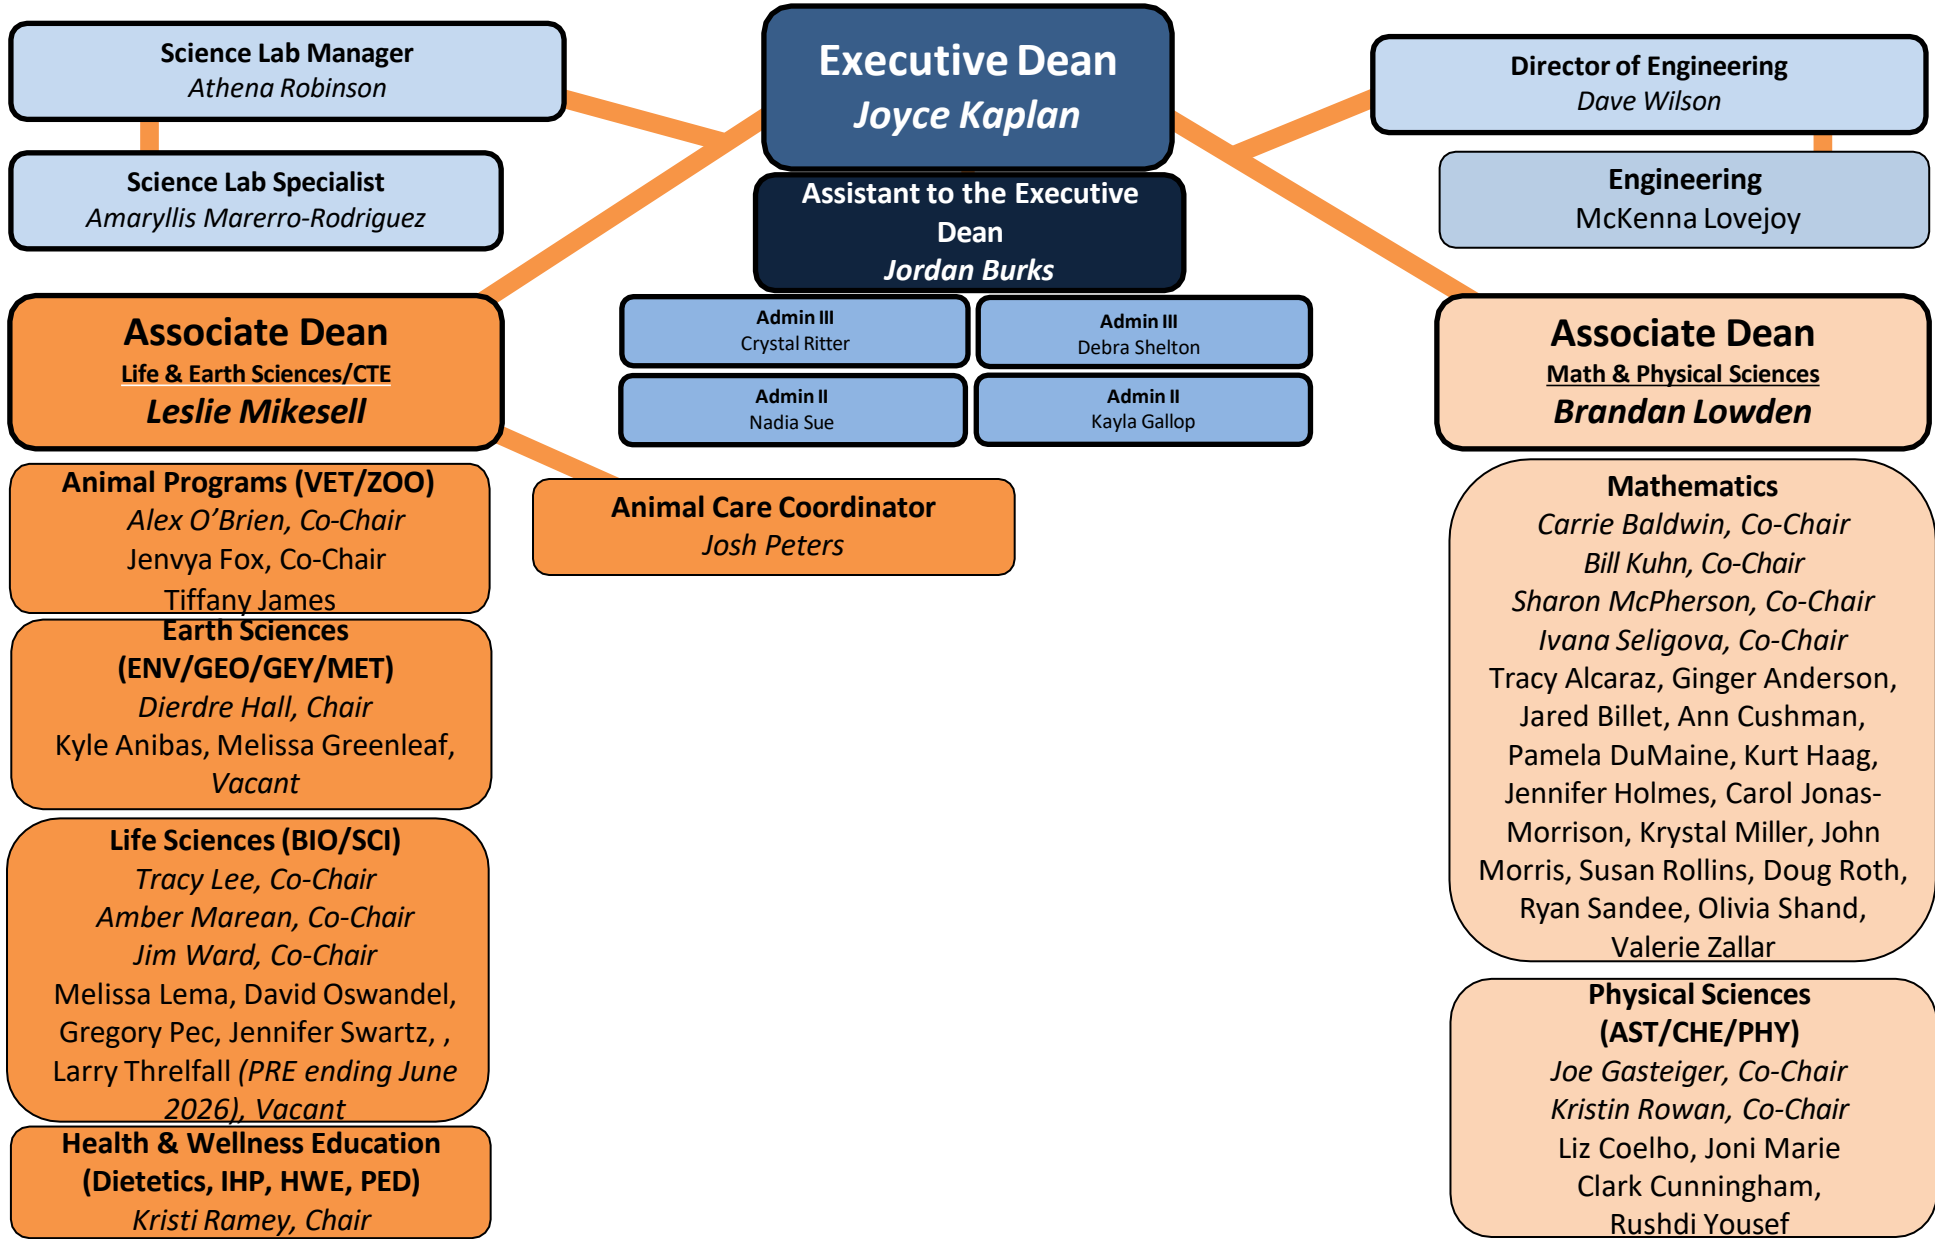 Science Lab Manager
Athena Robinson
Science Lab Specialist
Amaryllis Marerro-Rodriguez
Executive Dean
Joyce Kaplan
Assistant to the Executive
Dean
Jordan Burks
Director of Engineering
Dave Wilson
Engineering
McKenna Lovejoy
Admin III
Crystal Ritter
Admin III
Debra Shelton
Admin II
Nadia Sue
Admin II
Kayla Gallop
Associate Dean
Life & Earth Sciences/CTE
Leslie Mikesell
Animal Care Coordinator
Josh Peters
Animal Programs (VET/ZOO)
Alex O’Brien, Co-Chair
Jenvya Fox, Co-Chair
Tiffany James
Earth Sciences
(ENV/GEO/GEY/MET)
Dierdre Hall, Chair
Kyle Anibas, Melissa Greenleaf,
Vacant
Life Sciences (BIO/SCI)
Tracy Lee, Co-Chair
Amber Marean, Co-Chair
Jim Ward, Co-Chair
Melissa Lema, David Oswandel,
Gregory Pec, Jennifer Swartz, ,
Larry Threlfall (PRE ending June
2026), Vacant
Health & Wellness Education
(Dietetics, IHP, HWE, PED)
Kristi Ramey, Chair
Associate Dean
Math & Physical Sciences
Brandan Lowden
Mathematics
Carrie Baldwin, Co-Chair
Bill Kuhn, Co-Chair
Sharon McPherson, Co-Chair
Ivana Seligova, Co-Chair
Tracy Alcaraz, Ginger Anderson,
Jared Billet, Ann Cushman,
Pamela DuMaine, Kurt Haag,
Jennifer Holmes, Carol Jonas-
Morrison, Krystal Miller, John
Morris, Susan Rollins, Doug Roth,
Ryan Sandee, Olivia Shand,
Valerie Zallar
Physical Sciences
(AST/CHE/PHY)
Joe Gasteiger, Co-Chair
Kristin Rowan, Co-Chair
Liz Coelho, Joni Marie
Clark Cunningham,
Rushdi Yousef